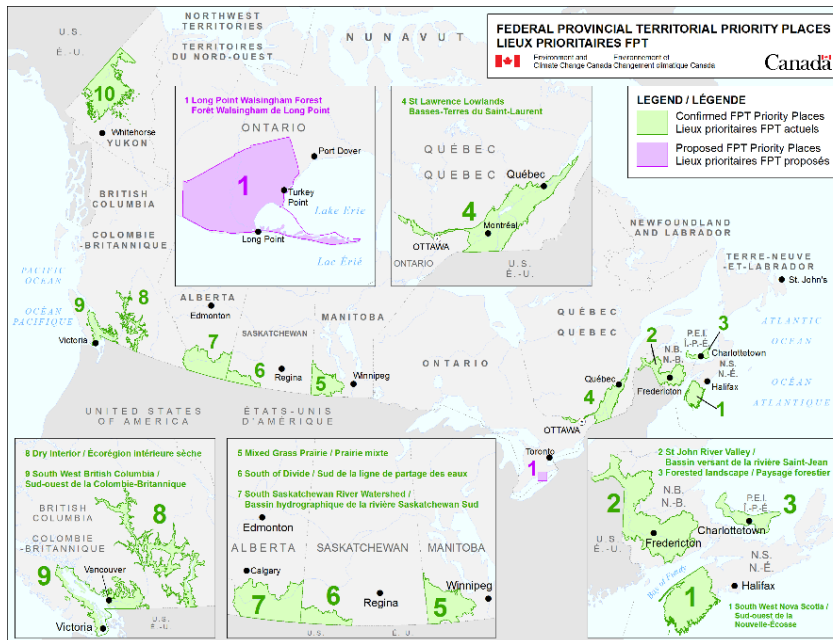 FEDERAL PROVINCIAL TERRITORIAL PRIORITY PLACES
LIEUX PRIORITAIRES FPT
Environment and
Climate Change Canada
Environnement et
Changement climatique Canada
Canada
LEGEND / LÉGENDE
Confirmed FPT Priority Places
Lieux prioritaires FPT actuels
Proposed FPT Priority Places
Lieux prioritaires FPT proposés
U.S.
É.-U.
NORTHWEST
TERRITORIES
TERRITOIRES
DU NORD-OUEST
NUNAVUT
10
Whitehorse
YUKON
BRITISH
COLUMBIA
COLOMBIE
-BRITANNIQUE
PACIFIC
OCEAN
OCÉAN
PACIFIQUE
9
8
Victoria
ALBERTA
Edmonton
SASKATCHEWAN
MANITOBA
7
6
Regina
5
Winnipeg
ONTARIO
UNITED STATES
OF AMERICA
ÉTATS-UNIS
D'AMÉRIQUE
QUÉBEC
QUÉBEC
NEWFOUNDLAND
AND LABRADOR
TERRE-NEUVE
-ET-LABRADOR
St. John's
ATLANTIC
OCEAN
OCÉAN
ATLANTIQUE
2
P.E.I.
Î.-P.-É.
3
N.B.
N.-B.
Charlottetown
N.S.
N.-É.
Fredericton
Halifax
1
Québec
4
OTTAWA
Toronto
1
1 Long Point Walsingham Forest
Forêt Walsingham de Long Point
ONTARIO
Port Dover
1
Turkey
Point
Lake Erie
Long Point
Lac Érié
4 St Lawrence Lowlands
Basses-Terres du Saint-Laurent
QUÉBEC
QUÉBEC
Québec
4
Montréal
OTTAWA
ONTARIO
U.S.
É.-U.
8 Dry Interior / Écorégion intérieure sèche
9 South West British Columbia /
Sud-ouest de la Colombie-Britannique
BRITISH
COLUMBIA
COLOMBIE
-BRITANNIQUE
8
9
Vancouver
Victoria
U.S.
É.-U.
5 Mixed Grass Prairie / Prairie mixte
6 South of Divide / Sud de la ligne de partage des eaux
7 South Saskatchewan River Watershed /
Bassin hydrographique de la rivière Saskatchewan Sud
Edmonton
ALBERTA
SASKATCHEWAN
MANITOBA
Calgary
7
6
Regina
5
Winnipeg
U.S.
É.U.
2 St John River Valley /
Bassin versant de la rivière Saint-Jean
3 Forested landscape / Paysage forestier
2
N.B.
N.-B.
P.E.I.
Î.-P.-É
3
Charlottetown
Fredericton
U.S.
É.-U.
N.S.
N.-É.
Bay of Fundy
Halifax
1
1 South West Nova Scotia /
Sud-ouest de la
Nouvelle-Écosse